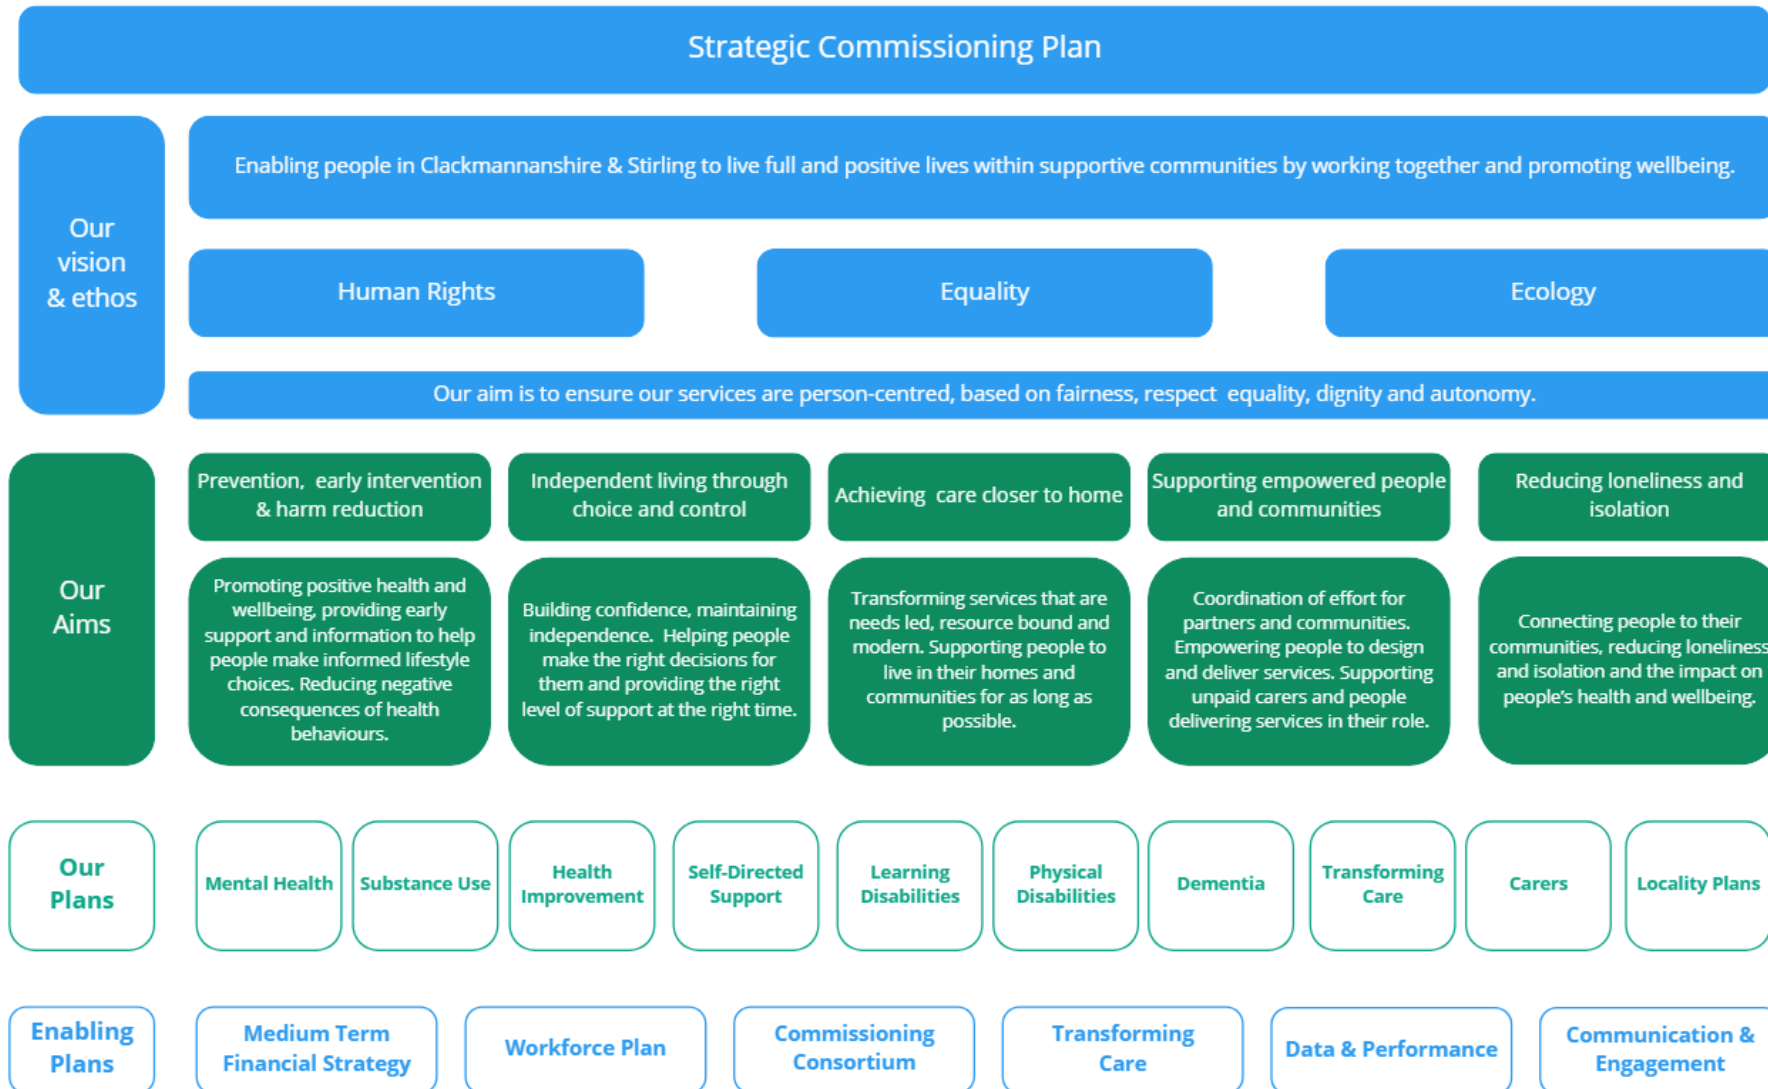 Strategic Commissioning Plan
Our
vision
& ethos
Enabling people in Clackmannanshire & Stirling to live full and positive lives within supportive communities by working together and promoting wellbeing.
Human Rights
Equality
Ecology
Our aim is to ensure our services are person-centred, based on fairness, respect  equality, dignity and autonomy.
Our
Aims
Prevention,  early intervention
& harm reduction
Independent living through
choice and control
Achieving  care closer to home
Supporting empowered people
and communities
Reducing loneliness and
isolation
Promoting positive health and
wellbeing, providing early
support and information to help
people make informed lifestyle
choices. Reducing negative
consequences of health
behaviours.
Building confidence, maintaining
independence.  Helping people
make the right decisions for
them and providing the right
level of support at the right time.
Transforming services that are
needs led, resource bound and
modern. Supporting people to
live in their homes and
communities for as long as
possible.
Coordination of effort for
partners and communities.
Empowering people to design
and deliver services. Supporting
unpaid carers and people
delivering services in their role.
Connecting people to their
communities, reducing loneliness
and isolation and the impact on
people’s health and wellbeing.
Our
Plans
Mental Health
Substance Use
Health
Improvement
Self-Directed
Support
Learning
Disabilities
Physical
Disabilities
Dementia
Transforming
Care
Carers
Locality Plans
Enabling
Plans
Medium Term
Financial Strategy
Workforce Plan
Commissioning
Consortium
Transforming
Care
Data & Performance
Communication &
Engagement